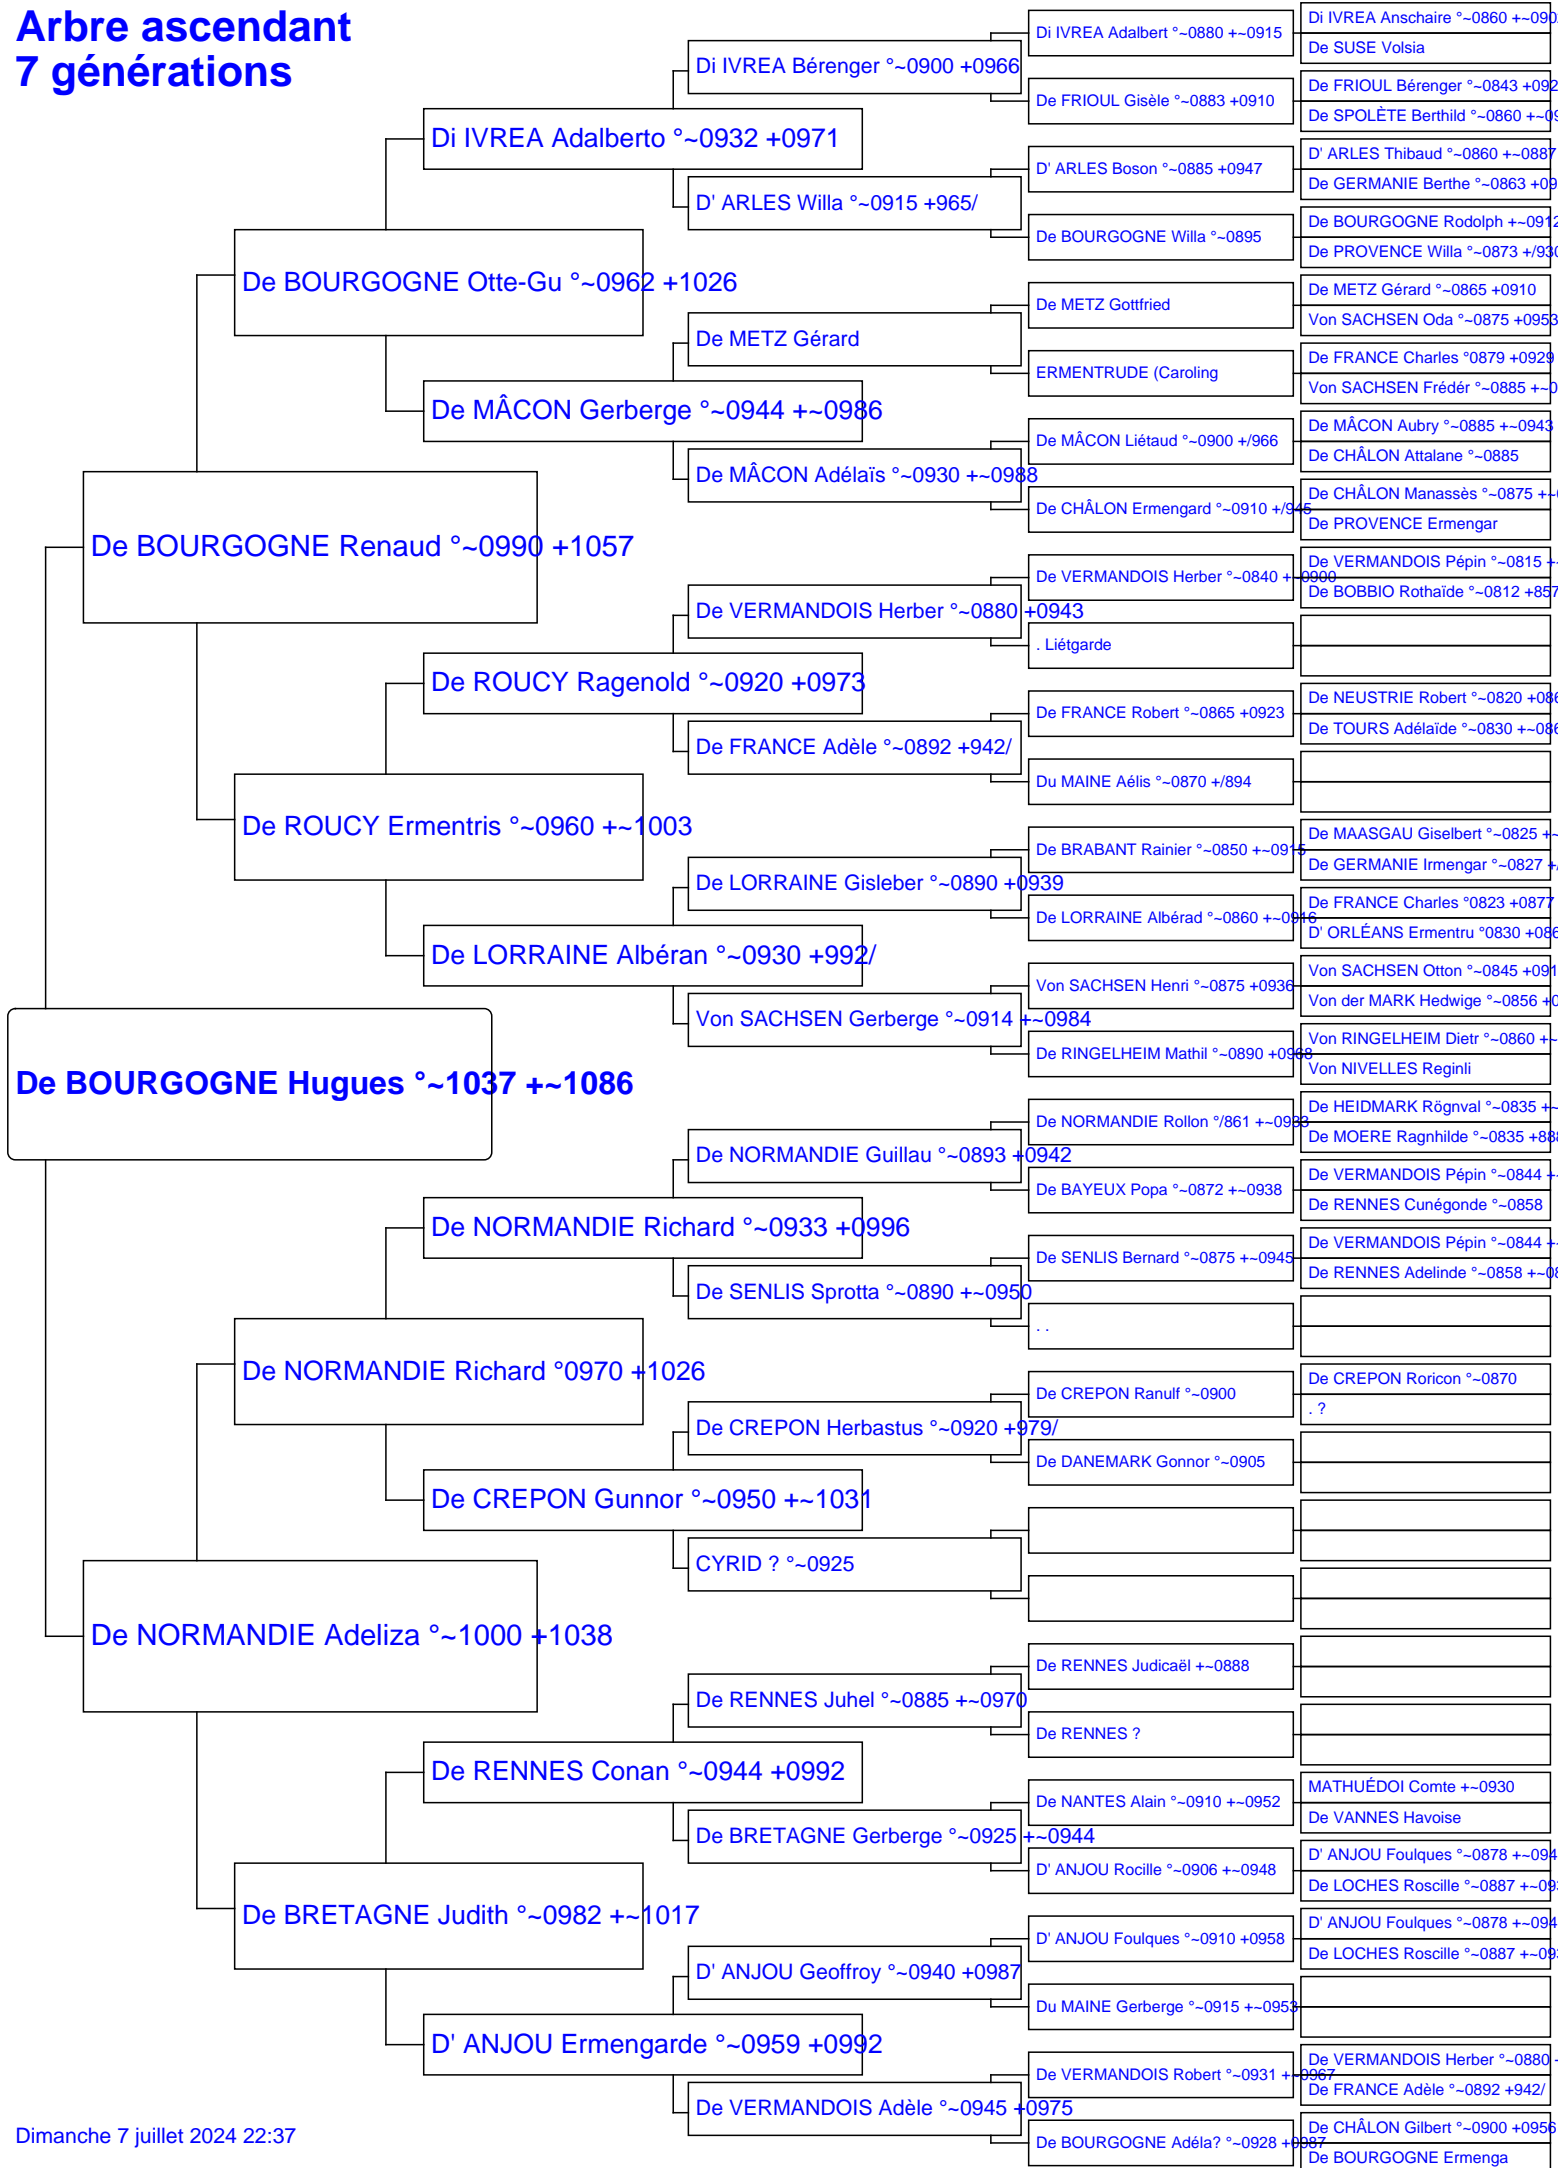 Arbre ascendant
7 générations
De BOURGOGNE Hugues °~1037 +~1086
De BOURGOGNE Renaud °~0990 +1057
De NORMANDIE Adeliza °~1000 +1038
De BOURGOGNE Otte-Gu °~0962 +1026
De ROUCY Ermentris °~0960 +~1003
De NORMANDIE Richard °0970 +1026
De BRETAGNE Judith °~0982 +~1017
Di IVREA Adalberto °~0932 +0971
De MÂCON Gerberge °~0944 +~0986
De ROUCY Ragenold °~0920 +0973
De LORRAINE Albéran °~0930 +992/
De NORMANDIE Richard °~0933 +0996
De CREPON Gunnor °~0950 +~1031
De RENNES Conan °~0944 +0992
D' ANJOU Ermengarde °~0959 +0992
Di IVREA Bérenger °~0900 +0966
D' ARLES Willa °~0915 +965/
De METZ Gérard
De MÂCON Adélaïs °~0930 +~0988
De VERMANDOIS Herber °~0880 +0943
De FRANCE Adèle °~0892 +942/
De LORRAINE Gisleber °~0890 +0939
Von SACHSEN Gerberge °~0914 +~0984
De NORMANDIE Guillau °~0893 +0942
De SENLIS Sprotta °~0890 +~0950
De CREPON Herbastus °~0920 +979/
CYRID ? °~0925
De RENNES Juhel °~0885 +~0970
De BRETAGNE Gerberge °~0925 +~0944
D' ANJOU Geoffroy °~0940 +0987
De VERMANDOIS Adèle °~0945 +0975
Di IVREA Adalbert °~0880 +~0915
De FRIOUL Gisèle °~0883 +0910
D' ARLES Boson °~0885 +0947
De BOURGOGNE Willa °~0895
De METZ Gottfried
ERMENTRUDE (Caroling
De MÂCON Liétaud °~0900 +/966
De CHÂLON Ermengard °~0910 +/945
De VERMANDOIS Herber °~0840 +~0900
. Liétgarde
De FRANCE Robert °~0865 +0923
Du MAINE Aélis °~0870 +/894
De BRABANT Rainier °~0850 +~0915
De LORRAINE Albérad °~0860 +~0916
Von SACHSEN Henri °~0875 +0936
De RINGELHEIM Mathil °~0890 +0968
De NORMANDIE Rollon °/861 +~0933
De BAYEUX Popa °~0872 +~0938
De SENLIS Bernard °~0875 +~0945
. .
De CREPON Ranulf °~0900
De DANEMARK Gonnor °~0905
De RENNES Judicaël +~0888
De RENNES ?
De NANTES Alain °~0910 +~0952
D' ANJOU Rocille °~0906 +~0948
D' ANJOU Foulques °~0910 +0958
Du MAINE Gerberge °~0915 +~0953
De VERMANDOIS Robert °~0931 +~0967
De BOURGOGNE Adéla? °~0928 +0987
Di IVREA Anschaire °~0860 +~090
De SUSE Volsia
De FRIOUL Bérenger °~0843 +092
De SPOLÈTE Berthild °~0860 +~09
D' ARLES Thibaud °~0860 +~0887
De GERMANIE Berthe °~0863 +09
De BOURGOGNE Rodolph +~0912
De PROVENCE Willa °~0873 +/930
De METZ Gérard °~0865 +0910
Von SACHSEN Oda °~0875 +0953
De FRANCE Charles °0879 +0929
Von SACHSEN Frédér °~0885 +~0
De MÂCON Aubry °~0885 +~0943
De CHÂLON Attalane °~0885
De CHÂLON Manassès °~0875 +~
De PROVENCE Ermengar
De VERMANDOIS Pépin °~0815 +
De BOBBIO Rothaïde °~0812 +857
De NEUSTRIE Robert °~0820 +086
De TOURS Adélaïde °~0830 +~086
De MAASGAU Giselbert °~0825 +~
De GERMANIE Irmengar °~0827 +/
De FRANCE Charles °0823 +0877
D' ORLÉANS Ermentru °0830 +086
Von SACHSEN Otton °~0845 +091
Von der MARK Hedwige °~0856 +0
Von RINGELHEIM Dietr °~0860 +~
Von NIVELLES Reginli
De HEIDMARK Rögnval °~0835 +~
De MOERE Ragnhilde °~0835 +888
De VERMANDOIS Pépin °~0844 +
De RENNES Cunégonde °~0858
De VERMANDOIS Pépin °~0844 +
De RENNES Adelinde °~0858 +~08
De CREPON Roricon °~0870
. ?
MATHUÉDOI Comte +~0930
De VANNES Havoise
D' ANJOU Foulques °~0878 +~094
De LOCHES Roscille °~0887 +~093
D' ANJOU Foulques °~0878 +~094
De LOCHES Roscille °~0887 +~093
De VERMANDOIS Herber °~0880 +
De FRANCE Adèle °~0892 +942/
De CHÂLON Gilbert °~0900 +0956
De BOURGOGNE Ermenga
Dimanche 7 juillet 2024 22:37